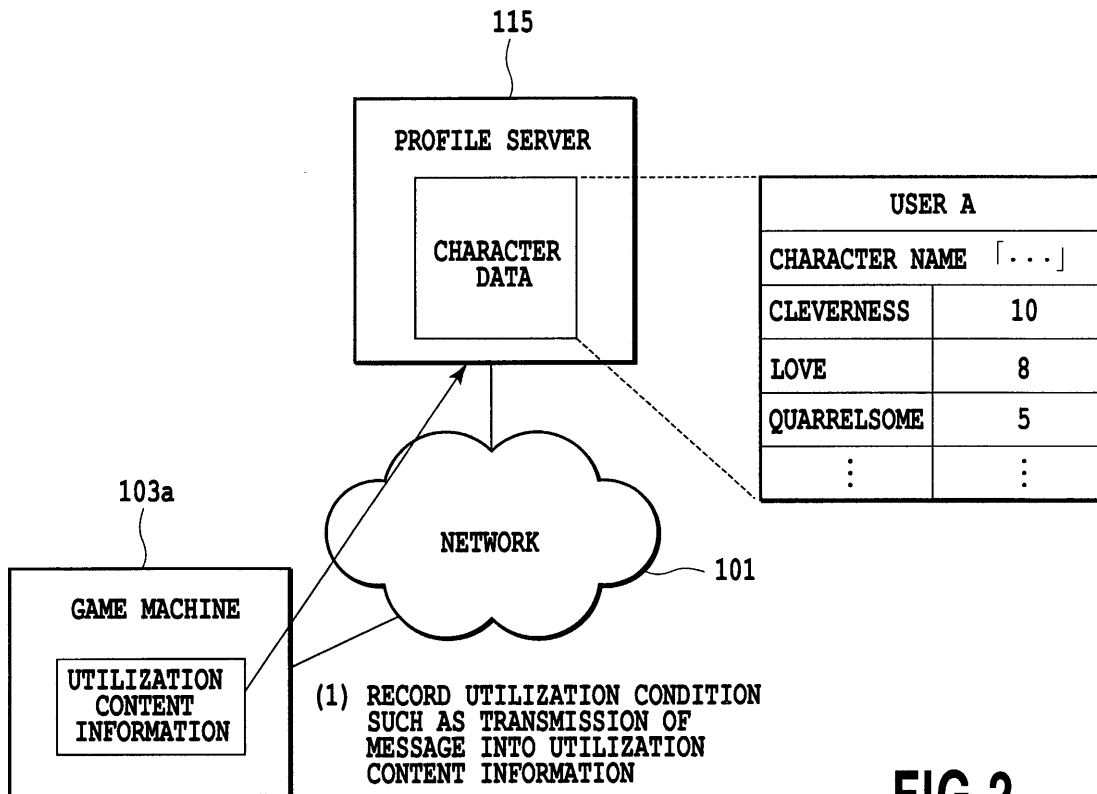 115
PROFILE SERVER
CHARACTER
DATA
USER A
CHARACTER NAME 「...」
CLEVERNESS 10
LOVE 8
QUARRELSOME 5
⋮ ⋮
103a
NETWORK
101
GAME MACHINE
UTILIZATION
CONTENT
INFORMATION
(1) RECORD UTILIZATION CONDITION
SUCH AS TRANSMISSION OF
MESSAGE INTO UTILIZATION
CONTENT INFORMATION